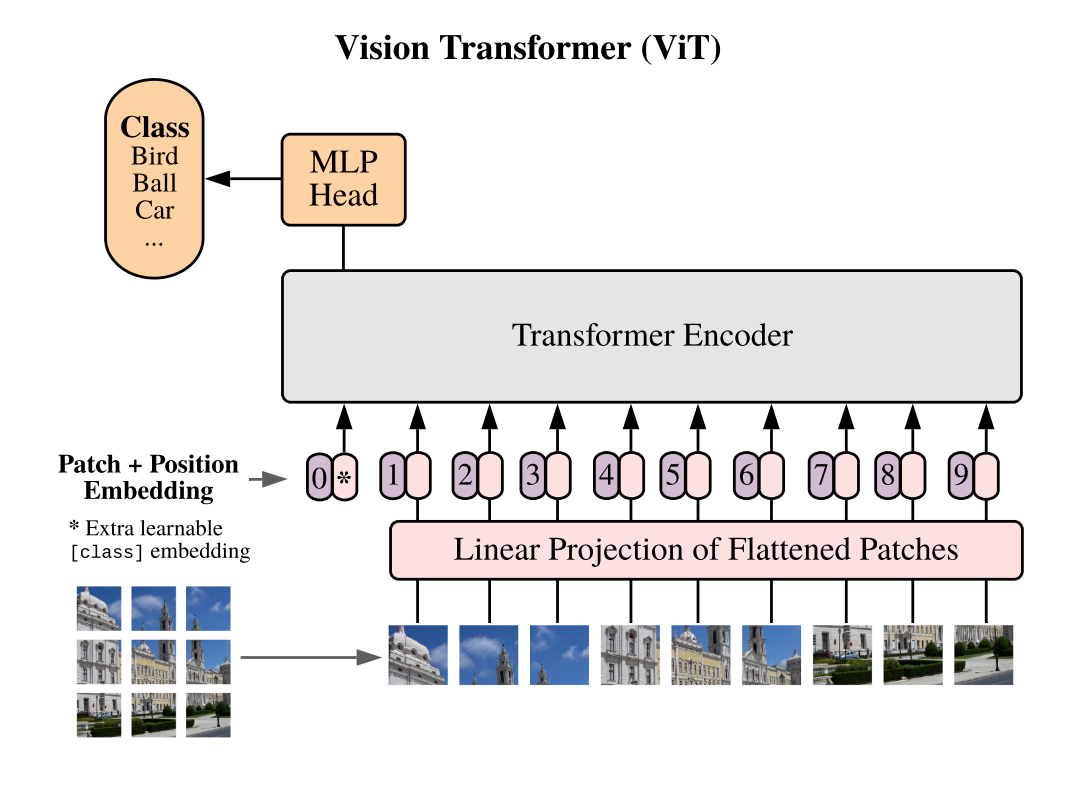 Vision Transformer (ViT)
Class
Bird
Ball
Car
...
MLP
Head
Transformer Encoder
Patch + Position
Embedding
0 * 1 2 3 4 5 6 7 8 9
* Extra learnable
[class] embedding
Linear Projection of Flattened Patches